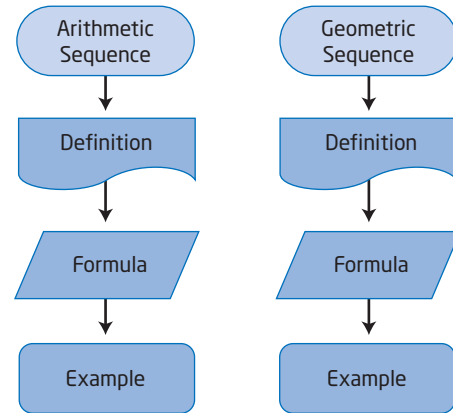 Arithmetic
Sequence
Definition
Formula
Example
Geometric
Sequence
Definition
Formula
Example